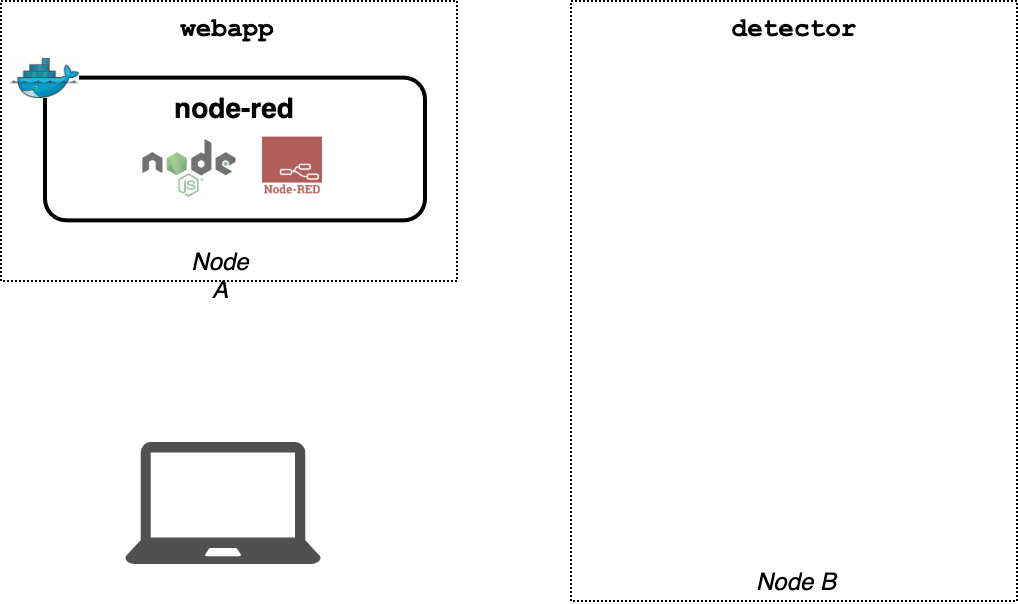 webapp
detector
node-red
node
JS
Node-RED
Node
A
Node B